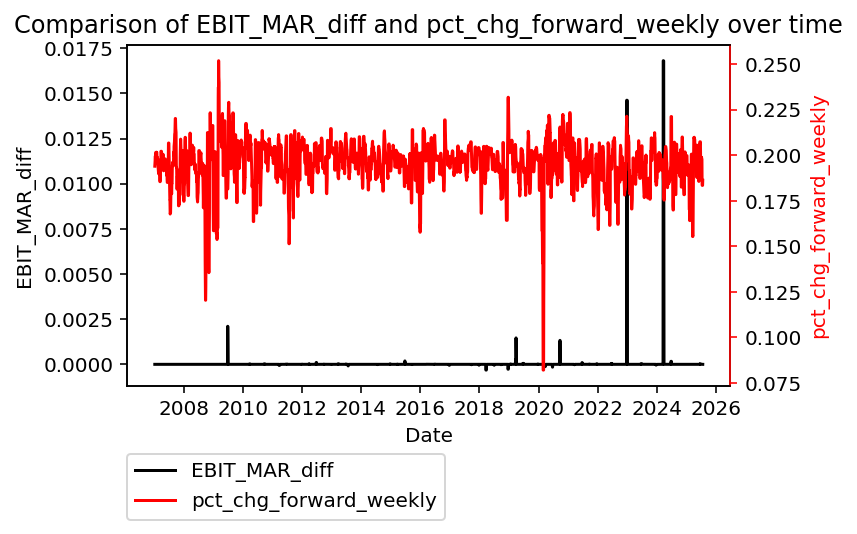 Comparison of EBIT_MAR_diff and pct_chg_forward_weekly over time
EBIT_MAR_diff
0.0175
0.0150
0.0125
0.0100
0.0075
0.0050
0.0025
0.0000
0.250
0.225
0.200
0.175
0.150
0.125
0.100
0.075
pct_chg_forward_weekly
2008 2010 2012 2014 2016 2018 2020 2022 2024 2026
Date
EBIT_MAR_diff
pct_chg_forward_weekly